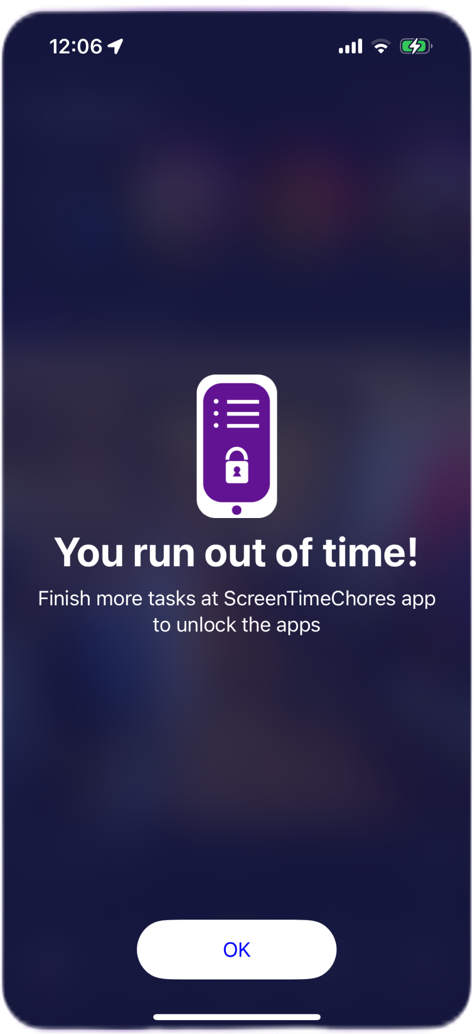 12:06
You run out of time!
Finish more tasks at ScreenTimeChores app
to unlock the apps
OK